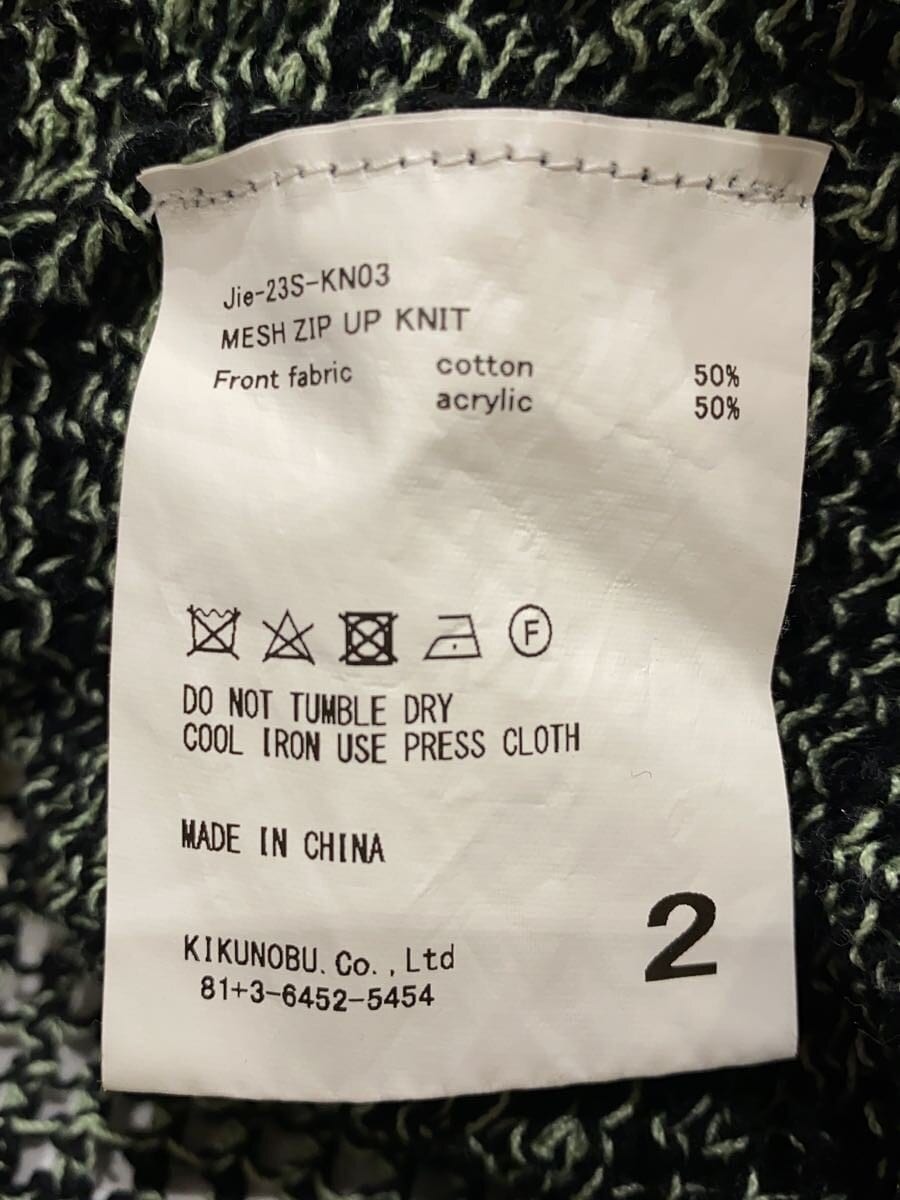 Jie-23S-KN03
MESH ZIP UP KNIT
Front fabric cotton 50%
acrylic 50%
F
DO NOT TUMBLE DRY
COOL IRON USE PRESS CLOTH
MADE IN CHINA
2
KIKUNOBU. Co. , Ltd
81+3-6452-5454